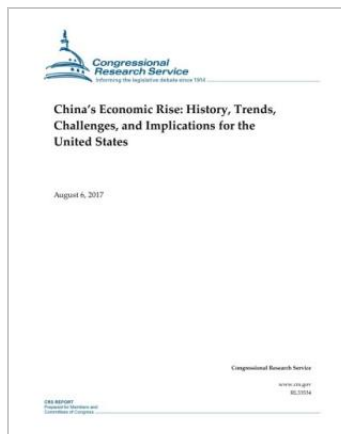 Congressional
Research Service
Informing the legislative debate since 1914
China's Economic Rise: History, Trends,
Challenges, and Implications for the
United States
August 6, 2017
Congressional Research Service
www.crs.gov
RL33534
CRS REPORT
Prepared for Members and
Committees of Congress